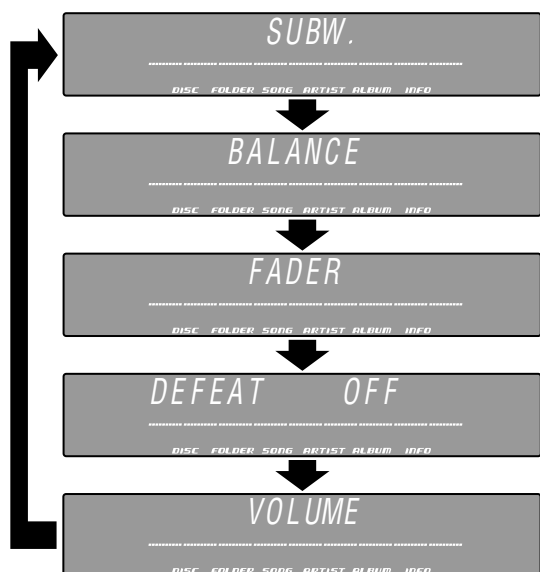 SUBW.
DISC FOLDER SONG ARTIST ALBUM INFO
BALANCE
DISC FOLDER SONG ARTIST ALBUM INFO
FADER
DISC FOLDER SONG ARTIST ALBUM INFO
DEFEAT OFF
DISC FOLDER SONG ARTIST ALBUM INFO
VOLUME
DISC FOLDER SONG ARTIST ALBUM INFO